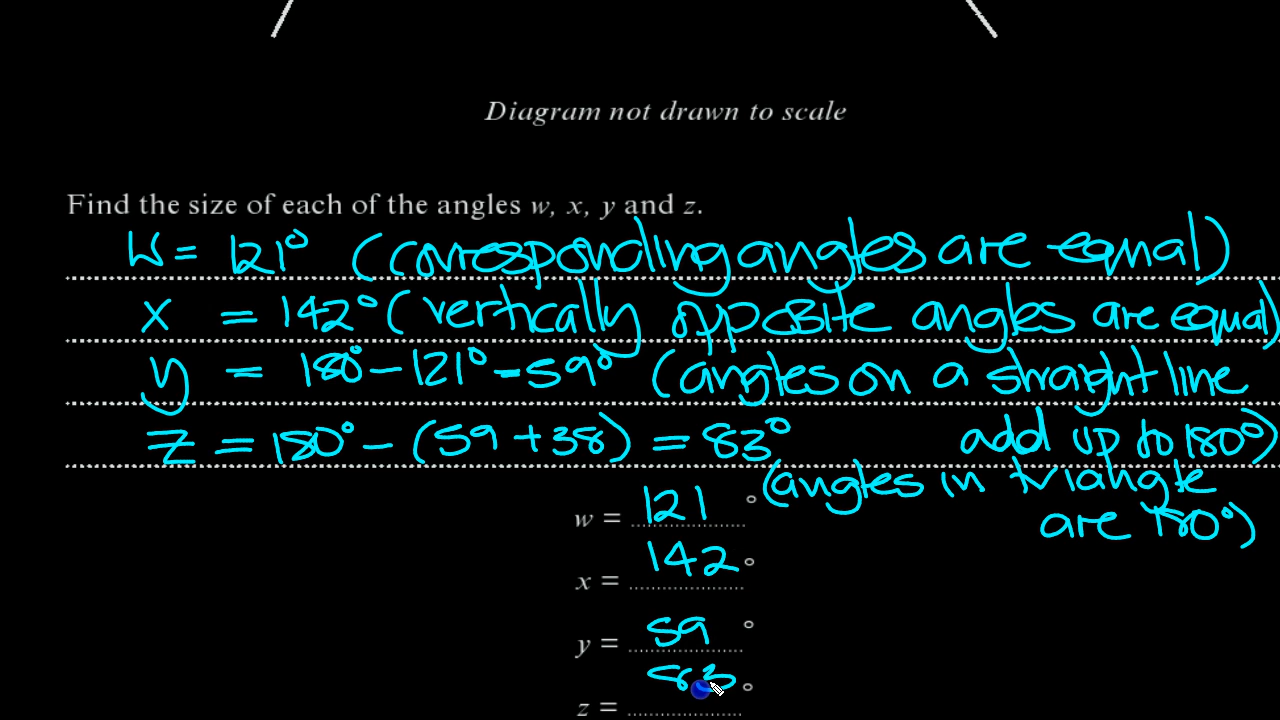 Diagram not drawn to scale
Find the size of each of the angles w, x, y and z.
w = 121° (corresponding angles are equal)
x = 142° (vertically opposite angles are equal)
y = 180° - 121° = 59° (angles on a straight line
z = 180° - (59 + 38) = 83° add up to 180°)
(angles in triangle
are 180°)
w = 121 °
x = 142 °
y = 59 °
z = 83 °